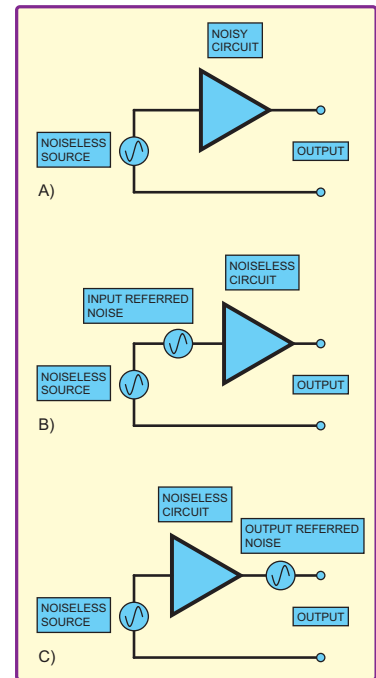 NOISY
CIRCUIT
NOISELESS
SOURCE
OUTPUT
A)
NOISELESS
CIRCUIT
INPUT REFERRED
NOISE
NOISELESS
SOURCE
OUTPUT
B)
NOISELESS
CIRCUIT
OUTPUT REFERRED
NOISE
NOISELESS
SOURCE
OUTPUT
C)